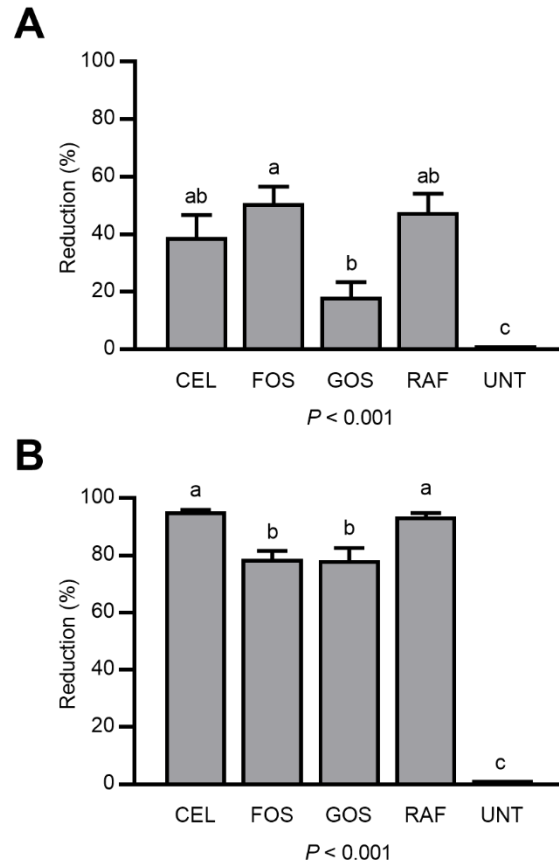 A
100
80
60
40
20
0
Reduction (%)
ab
a
b
ab
c
CEL FOS GOS RAF UNT
P < 0.001
B
100
80
60
40
20
0
Reduction (%)
a
b
b
a
c
CEL FOS GOS RAF UNT
P < 0.001